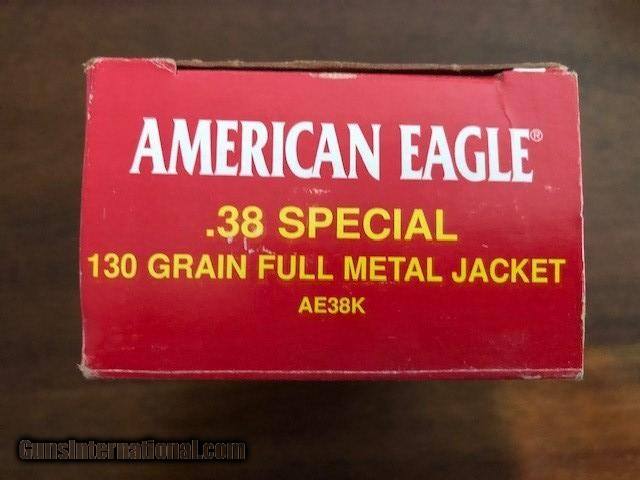 AMERICAN EAGLE®
.38 SPECIAL
130 GRAIN FULL METAL JACKET
AE38K
GunsInternational.com